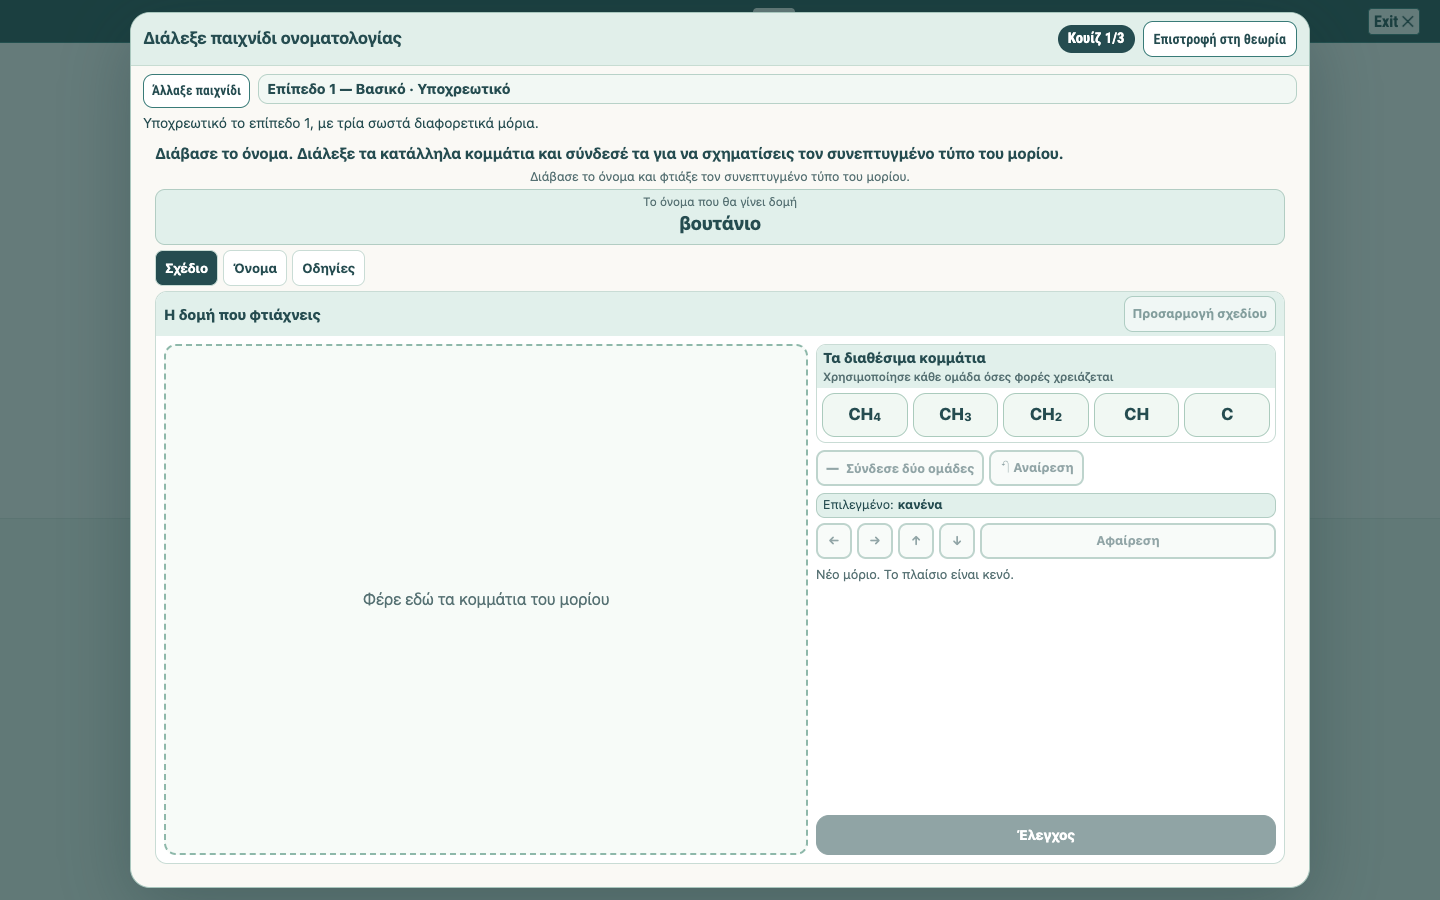 Exit ✕
Διάλεξε παιχνίδι ονοματολογίας
Κουίζ 1/3
Επιστροφή στη θεωρία
Άλλαξε παιχνίδι
Επίπεδο 1 — Βασικό · Υποχρεωτικό
Υποχρεωτικό το επίπεδο 1, με τρία σωστά διαφορετικά μόρια.
Διάβασε το όνομα. Διάλεξε τα κατάλληλα κομμάτια και σύνδεσέ τα για να σχηματίσεις τον συνεπτυγμένο τύπο του μορίου.
Διάβασε το όνομα και φτιάξε τον συνεπτυγμένο τύπο του μορίου.
Το όνομα που θα γίνει δομή
βουτάνιο
Σχέδιο
Όνομα
Οδηγίες
Η δομή που φτιάχνεις
Προσαρμογή σχεδίου
Φέρε εδώ τα κομμάτια του μορίου
Τα διαθέσιμα κομμάτια
Χρησιμοποίησε κάθε ομάδα όσες φορές χρειάζεται
CH₄
CH₃
CH₂
CH
C
— Σύνδεσε δύο ομάδες
Αναίρεση
Επιλεγμένο: κανένα
← → ↑ ↓
Αφαίρεση
Νέο μόριο. Το πλαίσιο είναι κενό.
Έλεγχος